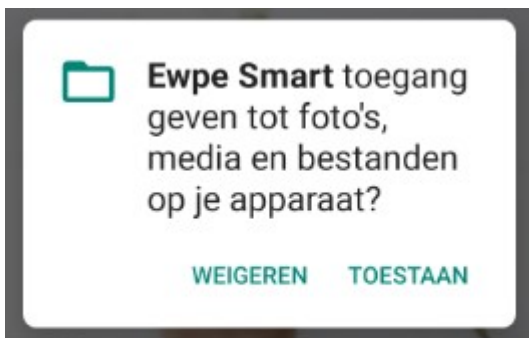 Ewpe Smart toegang
geven tot foto's,
media en bestanden
op je apparaat?
WEIGEREN TOESTAAN